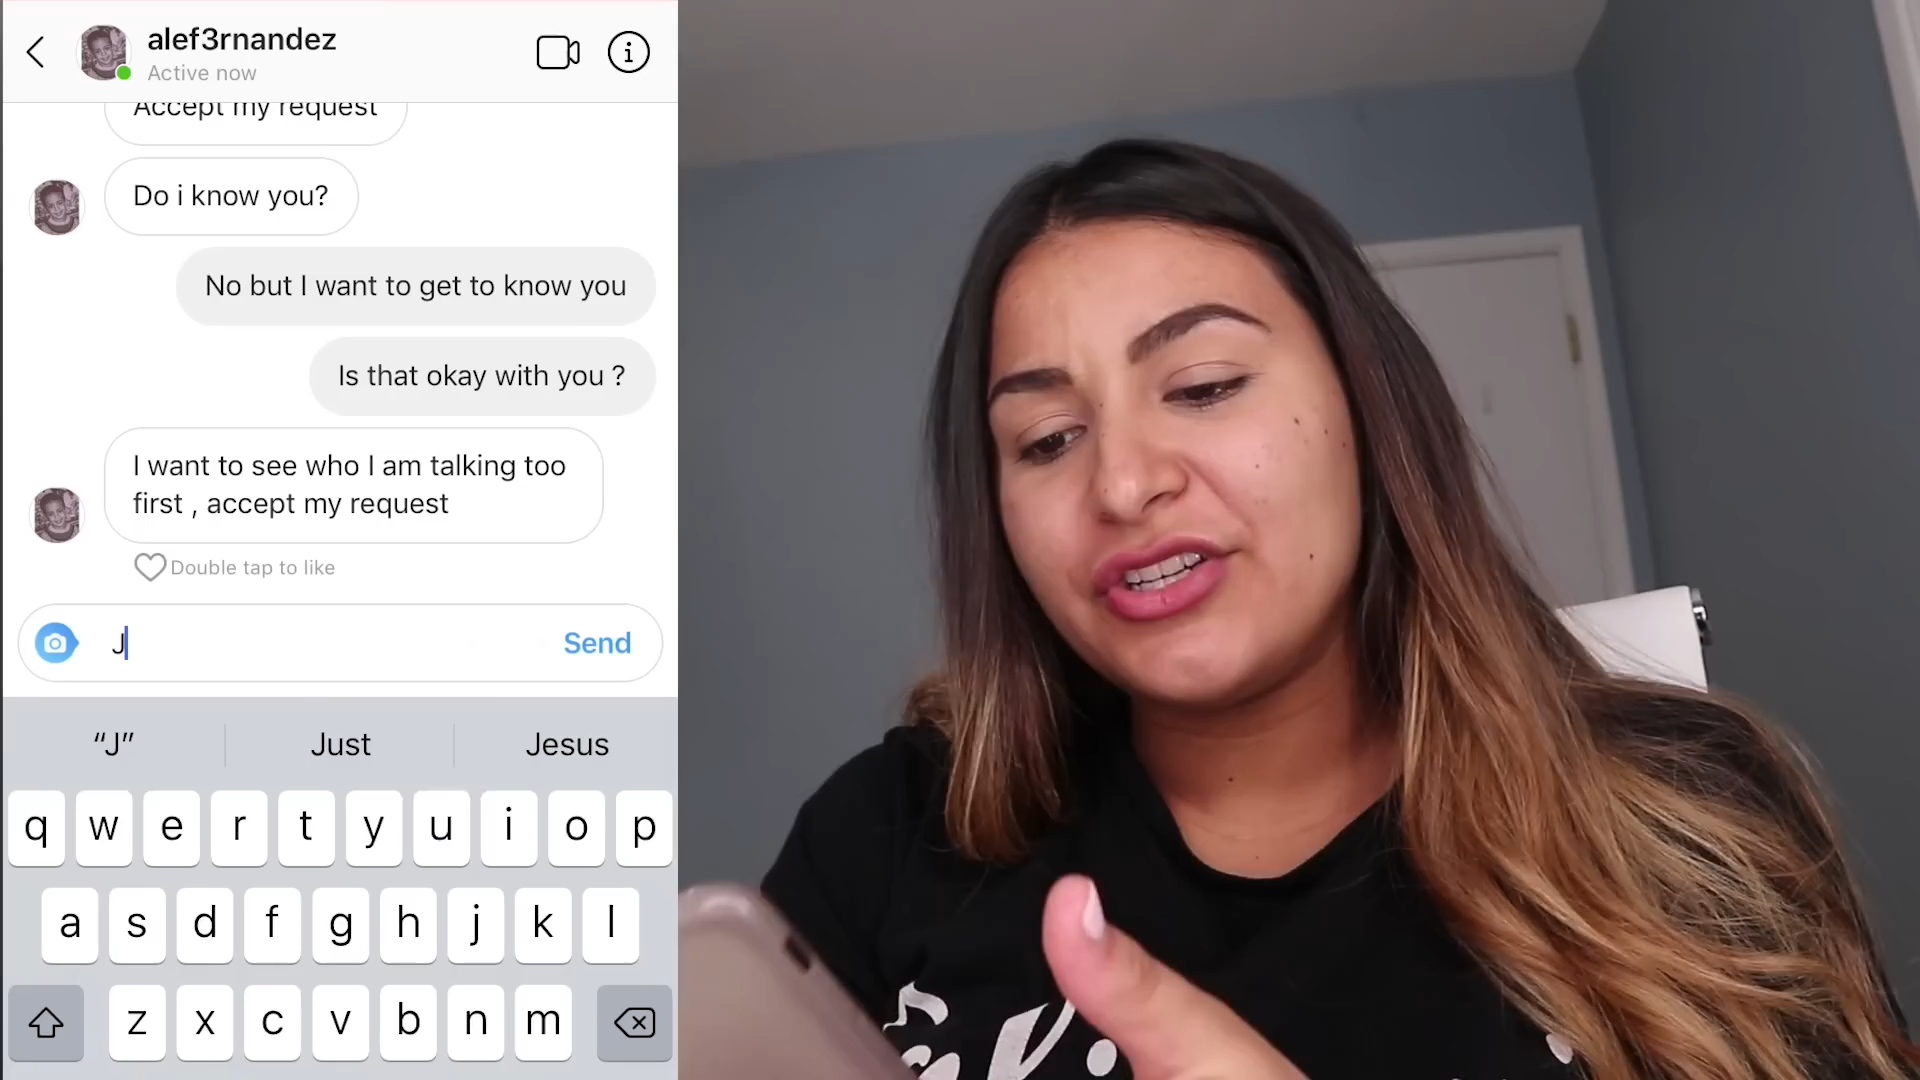 alef3rnandez
Active now
Accept my request
Do i know you?
No but I want to get to know you
Is that okay with you ?
I want to see who I am talking too
first , accept my request
Double tap to like
J
Send
“J” Just Jesus
q w e r t y u i o p
a s d f g h j k l
z x c v b n m